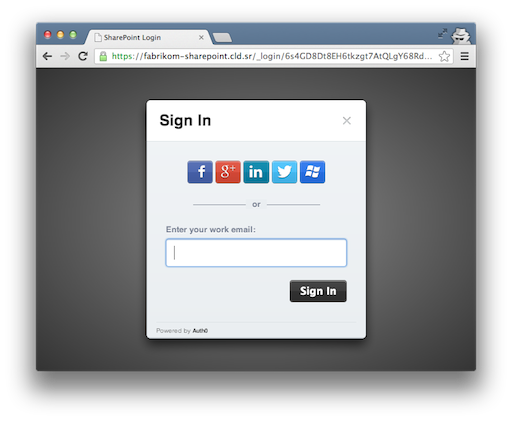 SharePoint Login
https://fabrikom-sharepoint.cld.sr/_login/6s4GD8Dt8EH6tkzgt7AtQLgY68Rd...
Sign In
f g+ in
or
Enter your work email:
Sign In
Powered by Auth0